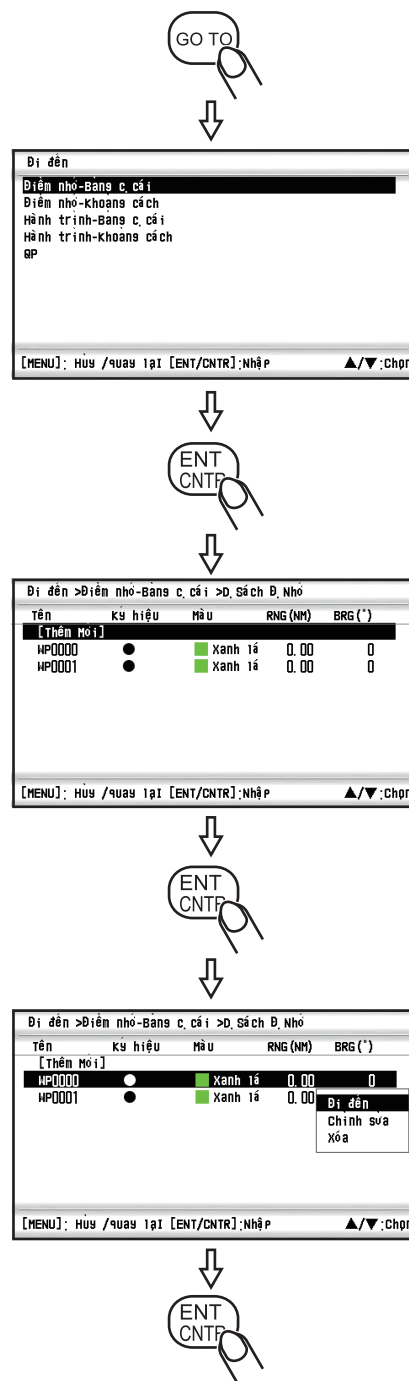 GO TO
Đi đến
Điểm nhớ-Bảng c.cái
Điểm nhớ-Khoảng cách
Hành trình-Bảng c.cái
Hành trình-Khoảng cách
QP
[MENU]: Hủy /quay lạI [ENT/CNTR]:Nhập ▲/▼:Chọn
ENT
CNTR
Đi đến >Điểm nhớ-Bảng c.cái >D.Sách Đ.Nhớ
Tên Ký hiệu Màu RNG(NM) BRG(°)
[Thêm Mới]
WP0000 ● Xanh lá 0.00 0
WP0001 ● Xanh lá 0.00 0
[MENU]: Hủy /quay lạI [ENT/CNTR]:Nhập ▲/▼:Chọn
ENT
CNTR
Đi đến >Điểm nhớ-Bảng c.cái >D.Sách Đ.Nhớ
Tên Ký hiệu Màu RNG(NM) BRG(°)
[Thêm Mới]
WP0000 ● Xanh lá 0.00 0
WP0001 ● Xanh lá 0.00
Đi đến
Chỉnh sửa
Xóa
[MENU]: Hủy /quay lạI [ENT/CNTR]:Nhập ▲/▼:Chọn
ENT
CNTR